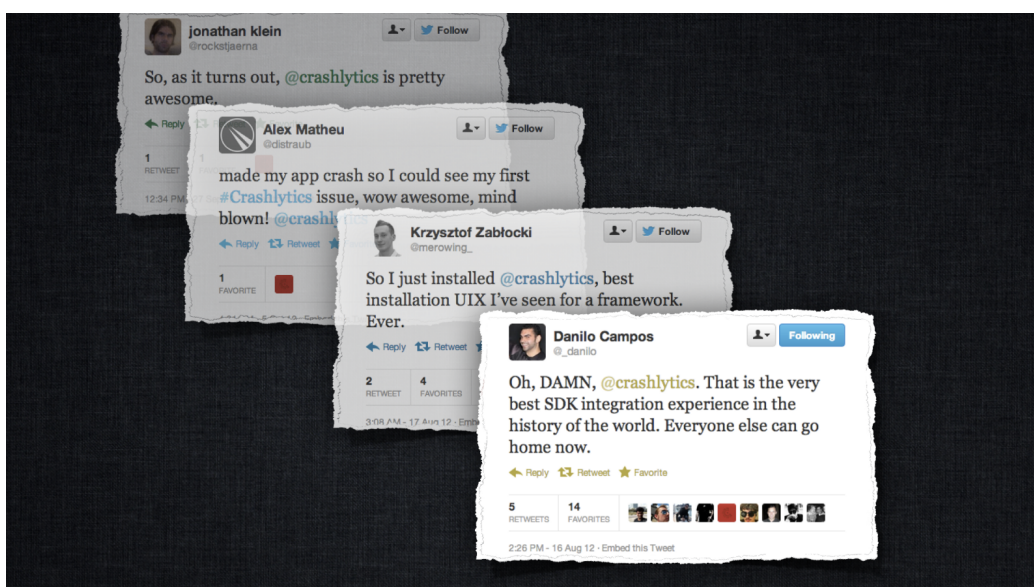 jonathan klein
@rockstjaerna
Follow
So, as it turns out, @crashlytics is pretty
awesome.
Reply
1
1
RETWEET
12:34 PM
Alex Matheu
@distraub
Follow
made my app crash so I could see my first
#Crashlytics issue, wow awesome, mind
blown! @crashlytics
Reply Retweet
1
FAVORITE
Krzysztof Zabłocki
@merowing_
Follow
So I just installed @crashlytics, best
installation UIX I've seen for a framework.
Ever.
Reply Retweet
2 4
RETWEETS FAVORITES
3:08 AM - 17 Aug 12 · Emb
Danilo Campos
@_danilo
Following
Oh, DAMN, @crashlytics. That is the very
best SDK integration experience in the
history of the world. Everyone else can go
home now.
Reply Retweet Favorite
5 14
RETWEETS FAVORITES
2:26 PM - 16 Aug 12 · Embed this Tweet